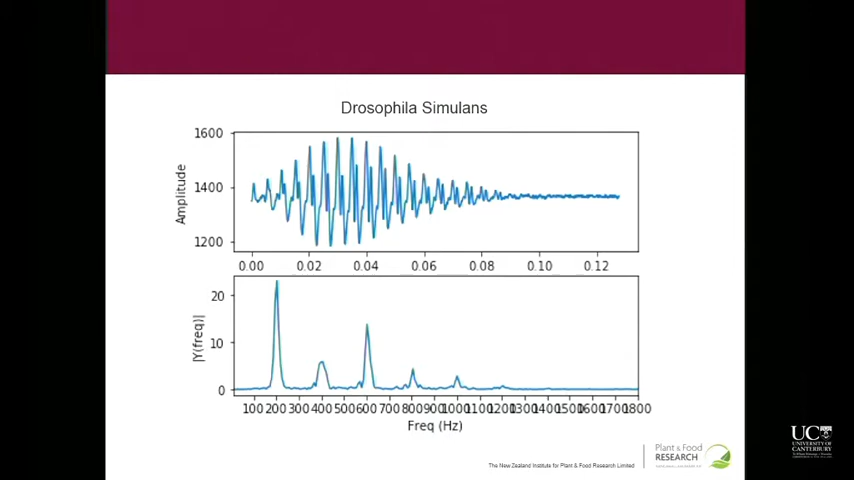 Drosophila Simulans
1600
1400
1200
Amplitude
0.00 0.02 0.04 0.06 0.08 0.10 0.12
20
10
0
|Y(freq)|
100 200 300 400 500 600 700 800 900 1000 1100 1200 1300 1400 1500 1600 1700 1800
Freq (Hz)
The New Zealand Institute for Plant & Food Research Limited
Plant & Food
RESEARCH
UC
UNIVERSITY OF
CANTERBURY